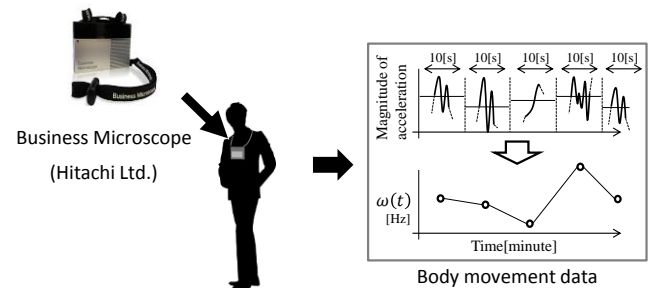 Business Microscope
(Hitachi Ltd.)
10[s] 10[s] 10[s] 10[s] 10[s]
Magnitude of
acceleration
ω(t)
[Hz]
Time[minute]
Body movement data